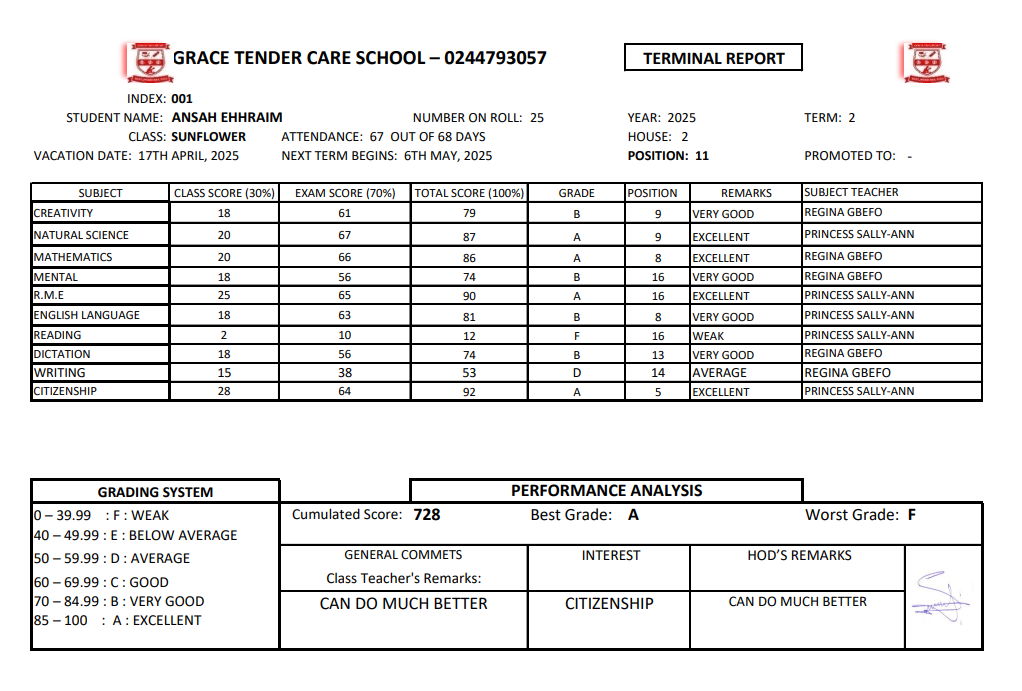 GRACE TENDER CARE SCHOOL – 0244793057 TERMINAL REPORT
INDEX: 001
STUDENT NAME: ANSAH EHHRAIM NUMBER ON ROLL: 25 YEAR: 2025 TERM: 2
CLASS: SUNFLOWER ATTENDANCE: 67 OUT OF 68 DAYS HOUSE: 2
VACATION DATE: 17TH APRIL, 2025 NEXT TERM BEGINS: 6TH MAY, 2025 POSITION: 11 PROMOTED TO: -
SUBJECT CLASS SCORE (30%) EXAM SCORE (70%) TOTAL SCORE (100%) GRADE POSITION REMARKS SUBJECT TEACHER
CREATIVITY 18 61 79 B 9 VERY GOOD REGINA GBEFO
NATURAL SCIENCE 20 67 87 A 9 EXCELLENT PRINCESS SALLY-ANN
MATHEMATICS 20 66 86 A 8 EXCELLENT REGINA GBEFO
MENTAL 18 56 74 B 16 VERY GOOD REGINA GBEFO
R.M.E 25 65 90 A 16 EXCELLENT PRINCESS SALLY-ANN
ENGLISH LANGUAGE 18 63 81 B 8 VERY GOOD PRINCESS SALLY-ANN
READING 2 10 12 F 16 WEAK PRINCESS SALLY-ANN
DICTATION 18 56 74 B 13 VERY GOOD REGINA GBEFO
WRITING 15 38 53 D 14 AVERAGE REGINA GBEFO
CITIZENSHIP 28 64 92 A 5 EXCELLENT PRINCESS SALLY-ANN
GRADING SYSTEM
0 – 39.99 : F : WEAK
40 – 49.99 : E : BELOW AVERAGE
50 – 59.99 : D : AVERAGE
60 – 69.99 : C : GOOD
70 – 84.99 : B : VERY GOOD
85 – 100 : A : EXCELLENT
PERFORMANCE ANALYSIS
Cumulated Score: 728 Best Grade: A Worst Grade: F
GENERAL COMMETS INTEREST HOD'S REMARKS
Class Teacher's Remarks:
CAN DO MUCH BETTER CITIZENSHIP CAN DO MUCH BETTER